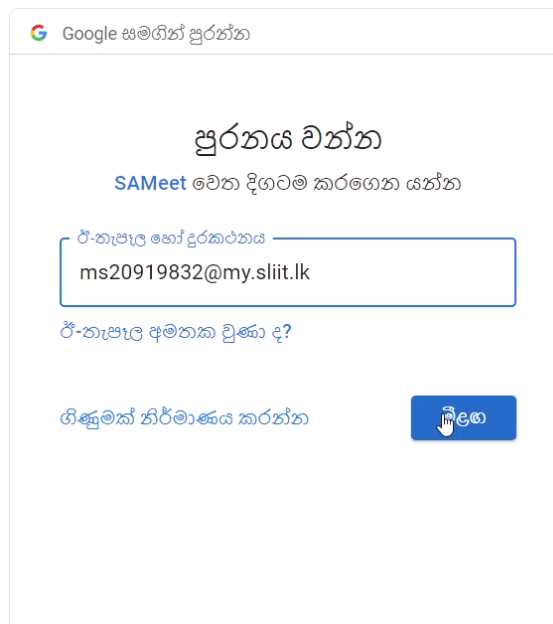 Google සමගින් පුරන්න
පුරනය වන්න
SAMeet වෙත දිගටම කරගෙන යන්න
ඊ-තැපෑල හෝ දුරකථනය
ms20919832@my.sliit.lk
ඊ-තැපෑල අමතක වුණා ද?
ගිණුමක් නිර්මාණය කරන්න